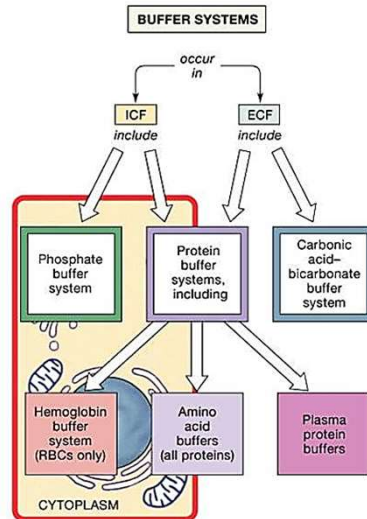 BUFFER SYSTEMS
occur
in
ICF
ECF
include
include
Phosphate
buffer
system
Protein
buffer
systems,
including
Carbonic
acid–
bicarbonate
buffer
system
Hemoglobin
buffer
system
(RBCs only)
Amino
acid
buffers
(all proteins)
Plasma
protein
buffers
CYTOPLASM